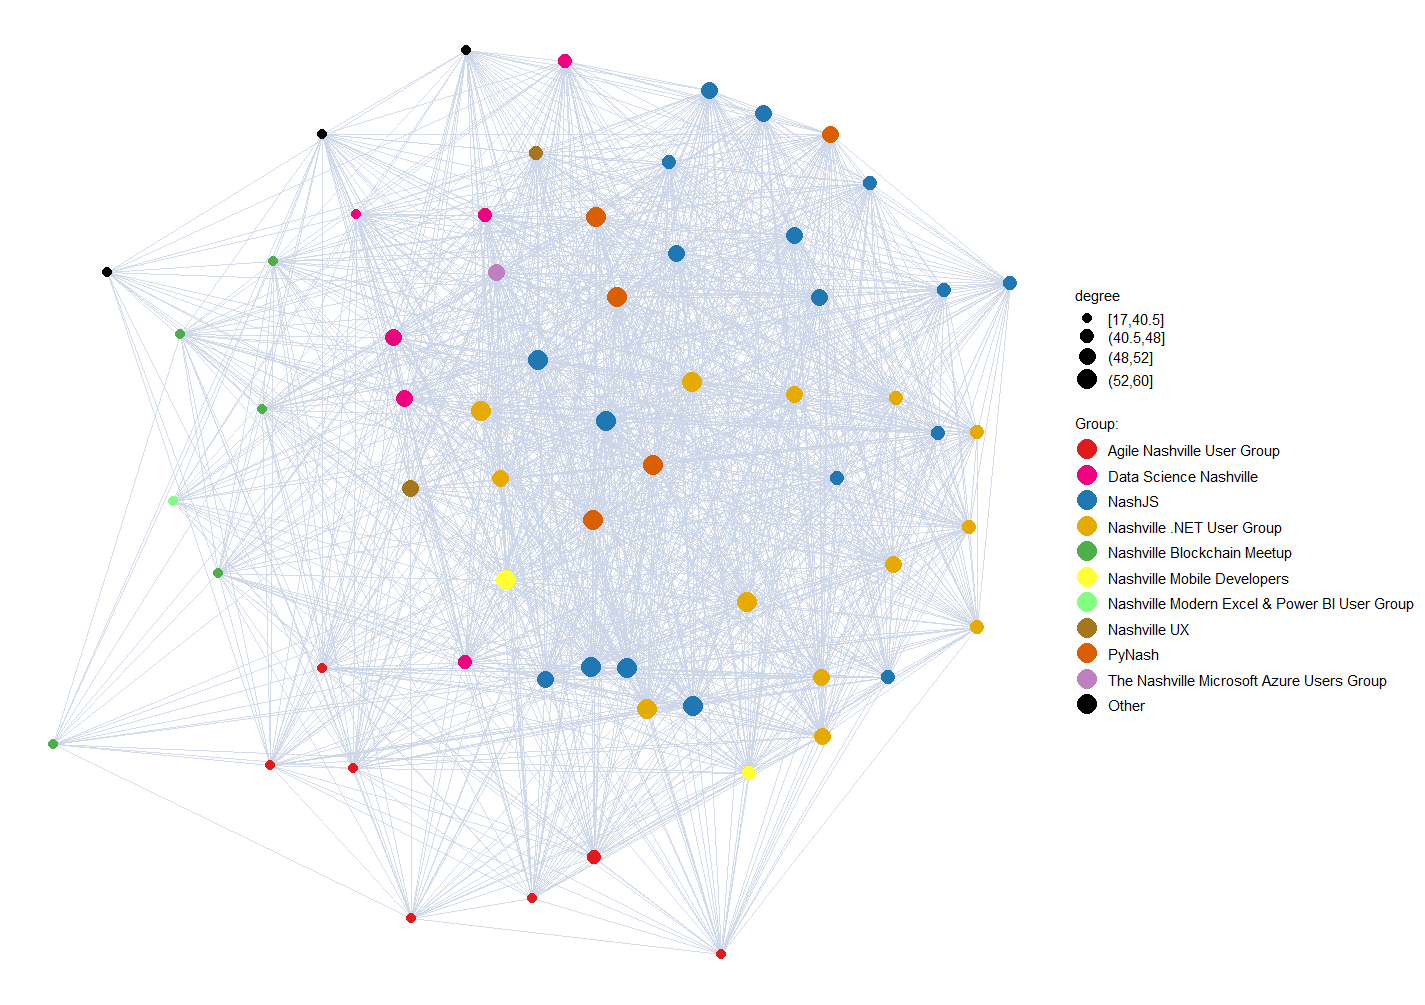 degree
[17,40.5]
(40.5,48]
(48,52]
(52,60]
Group:
Agile Nashville User Group
Data Science Nashville
NashJS
Nashville .NET User Group
Nashville Blockchain Meetup
Nashville Mobile Developers
Nashville Modern Excel & Power BI User Group
Nashville UX
PyNash
The Nashville Microsoft Azure Users Group
Other